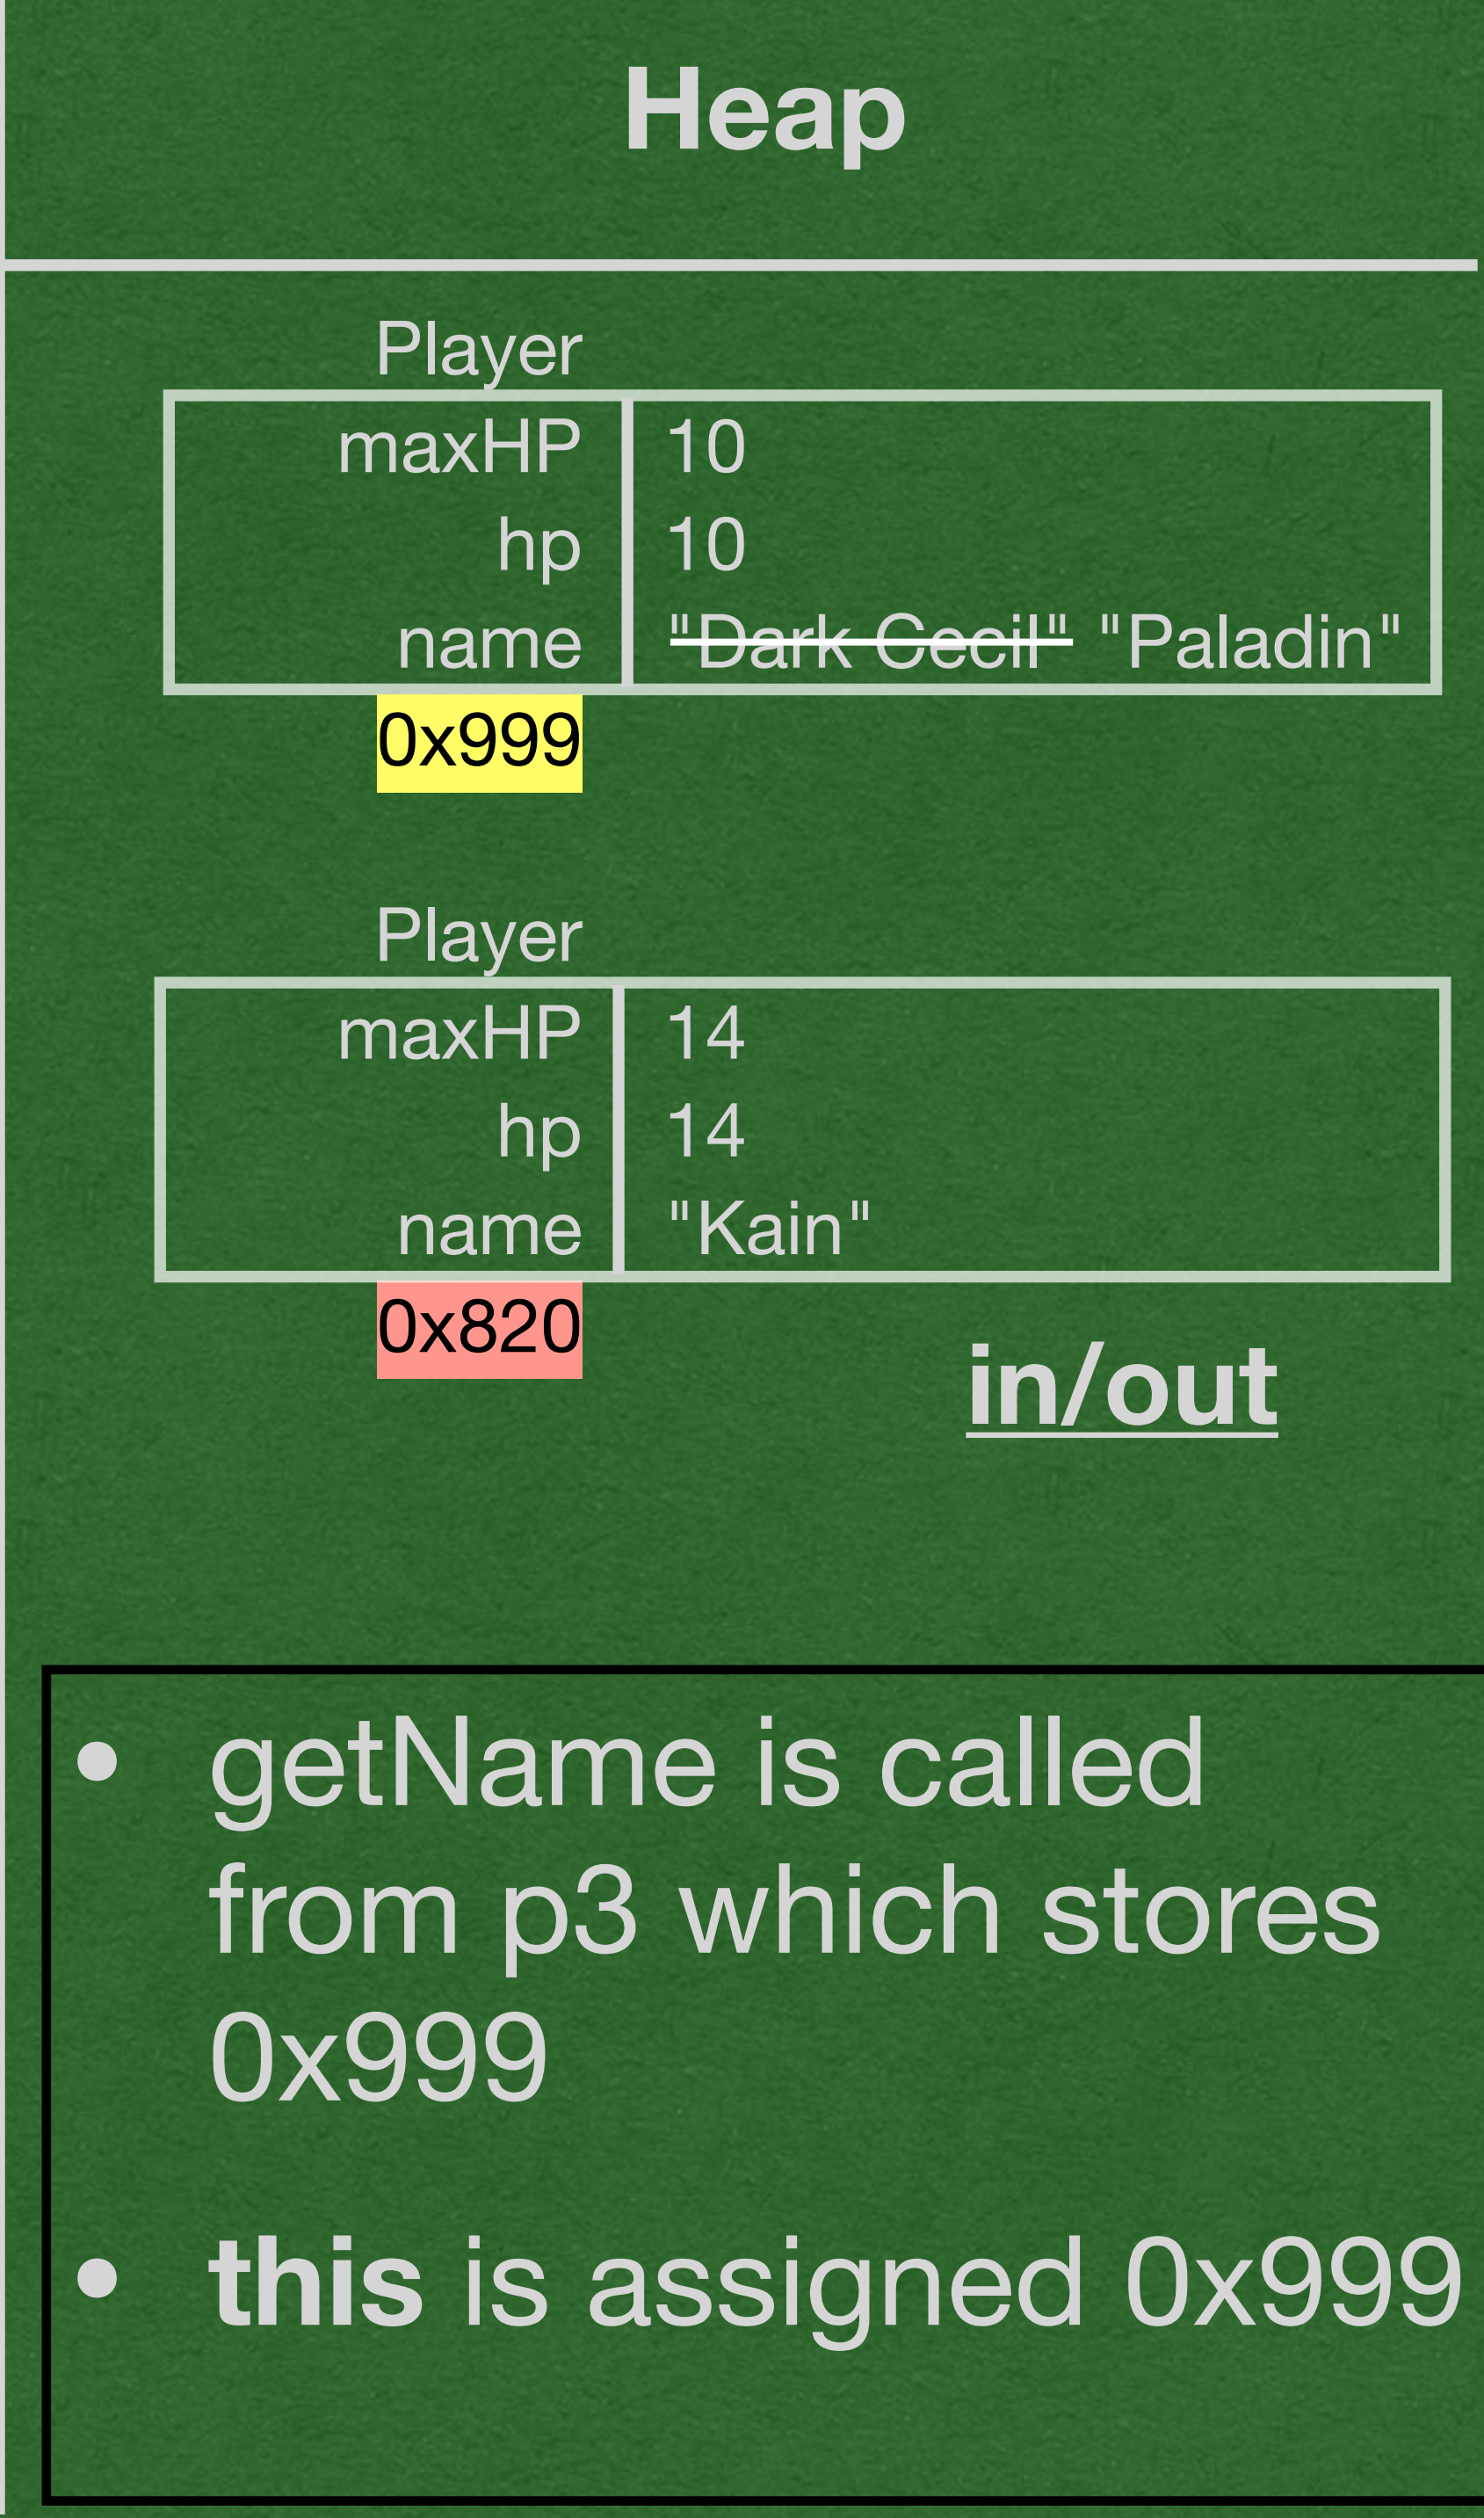 Heap
Player
maxHP 10
hp 10
name "Dark Cecil" "Paladin"
0x999
Player
maxHP 14
hp 14
name "Kain"
0x820
in/out
• getName is called
from p3 which stores
0x999
• this is assigned 0x999